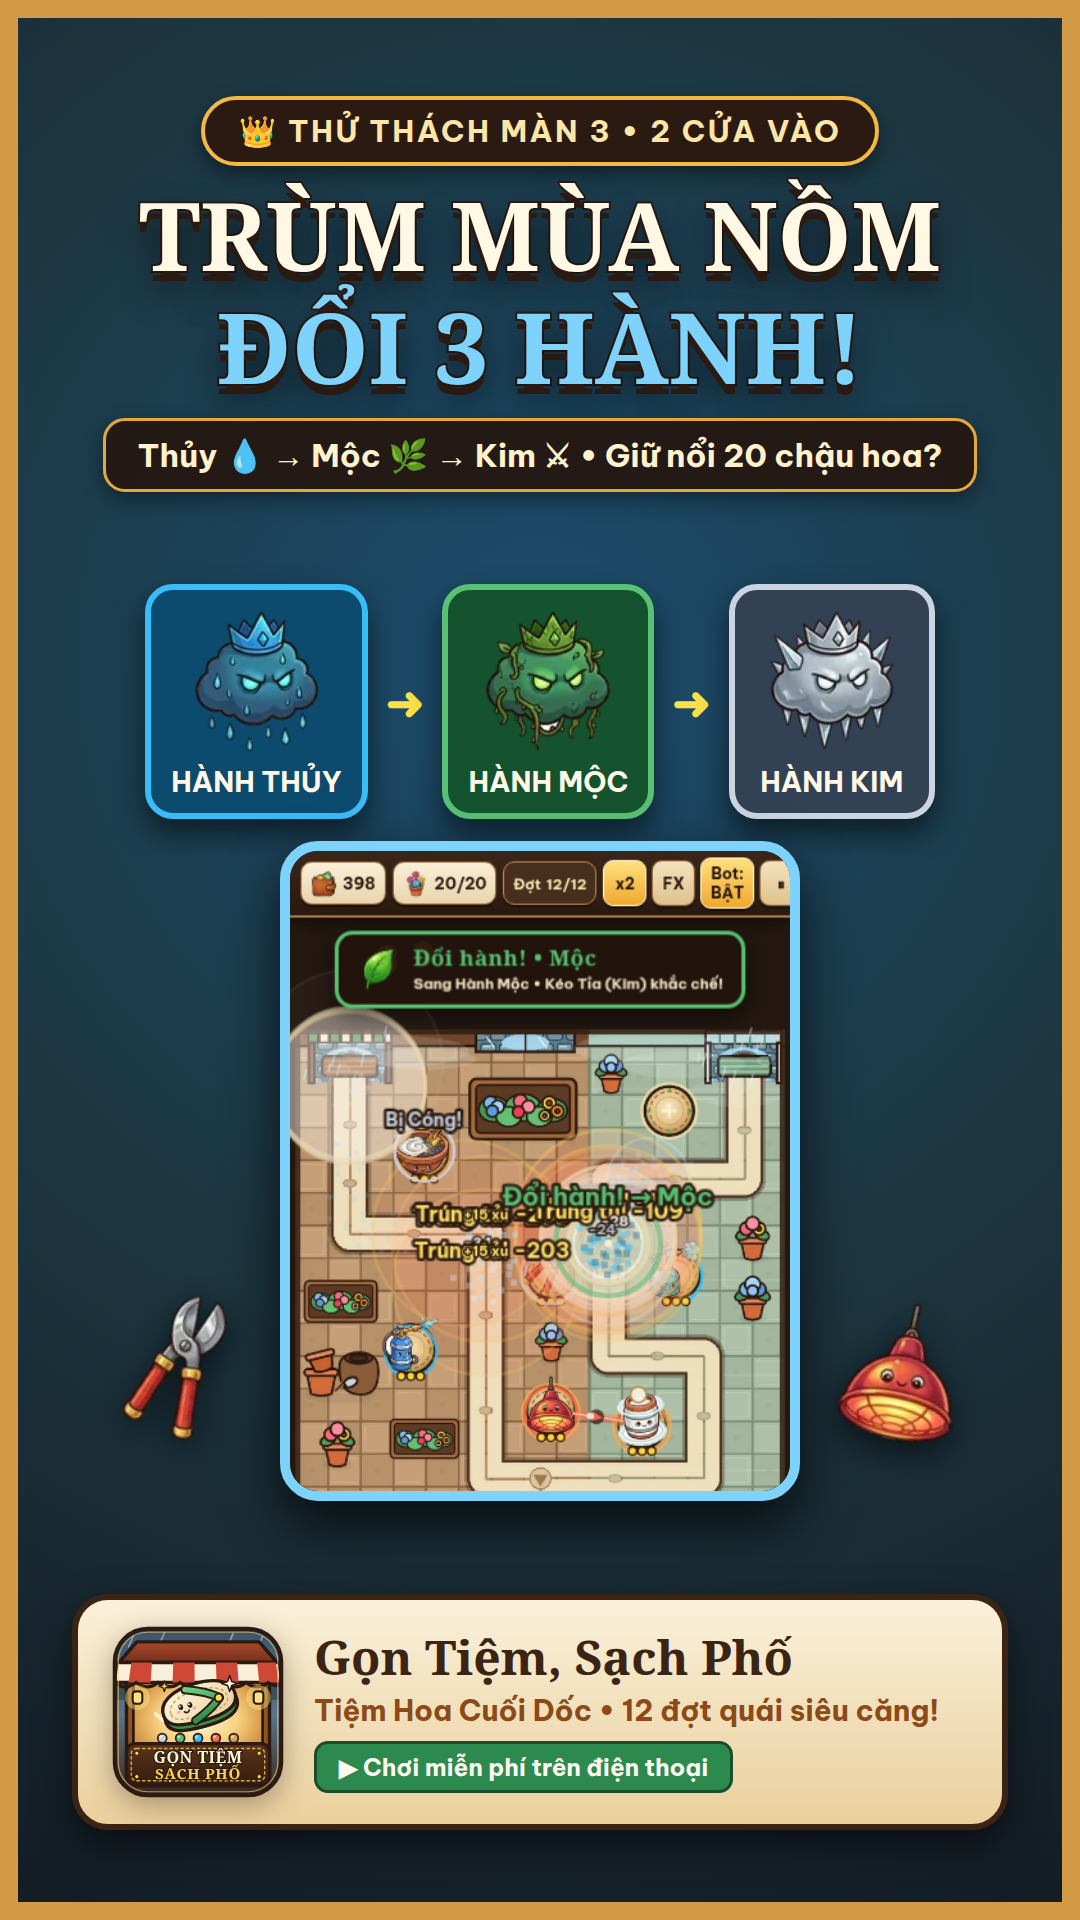 👑 THỬ THÁCH MÀN 3 • 2 CỬA VÀO
TRÙM MÙA NỒM
ĐỔI 3 HÀNH!
Thủy 💧 → Mộc 🌿 → Kim ⚔ • Giữ nổi 20 chậu hoa?
HÀNH THỦY
➜
HÀNH MỘC
➜
HÀNH KIM
398
20/20
Đợt 12/12
x2
FX
Bot:
BẬT
Đổi hành! • Mộc
Sang Hành Mộc • Kéo Tỉa (Kim) khắc chế!
Bị Cóng!
Đổi hành! → Mộc
+15 xu
+15 xu
-203
Gọn Tiệm, Sạch Phố
Tiệm Hoa Cuối Dốc • 12 đợt quái siêu căng!
▶ Chơi miễn phí trên điện thoại
GỌN TIỆM
SẠCH PHỐ